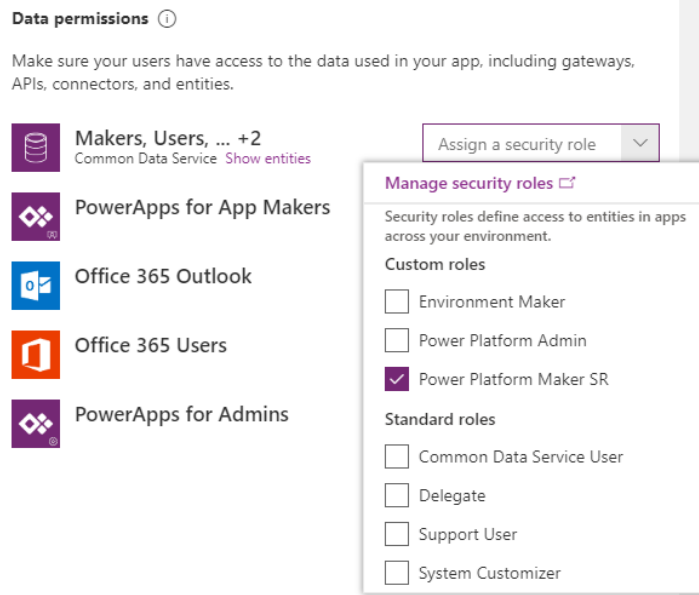 Data permissions
Make sure your users have access to the data used in your app, including gateways,
APIs, connectors, and entities.
Makers, Users, ... +2
Common Data Service Show entities
Assign a security role
PowerApps for App Makers
Office 365 Outlook
Office 365 Users
PowerApps for Admins
Manage security roles
Security roles define access to entities in apps
across your environment.
Custom roles
Environment Maker
Power Platform Admin
Power Platform Maker SR
Standard roles
Common Data Service User
Delegate
Support User
System Customizer